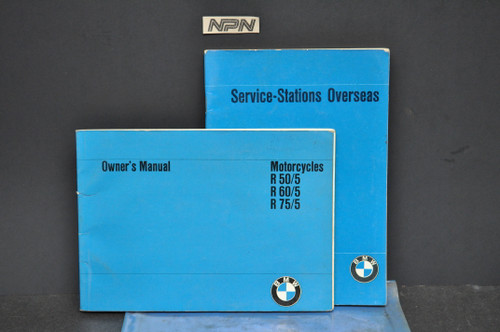 NPN
Service-Stations Overseas
BMW
Owner's Manual
Motorcycles
R 50/5
R 60/5
R 75/5
BMW